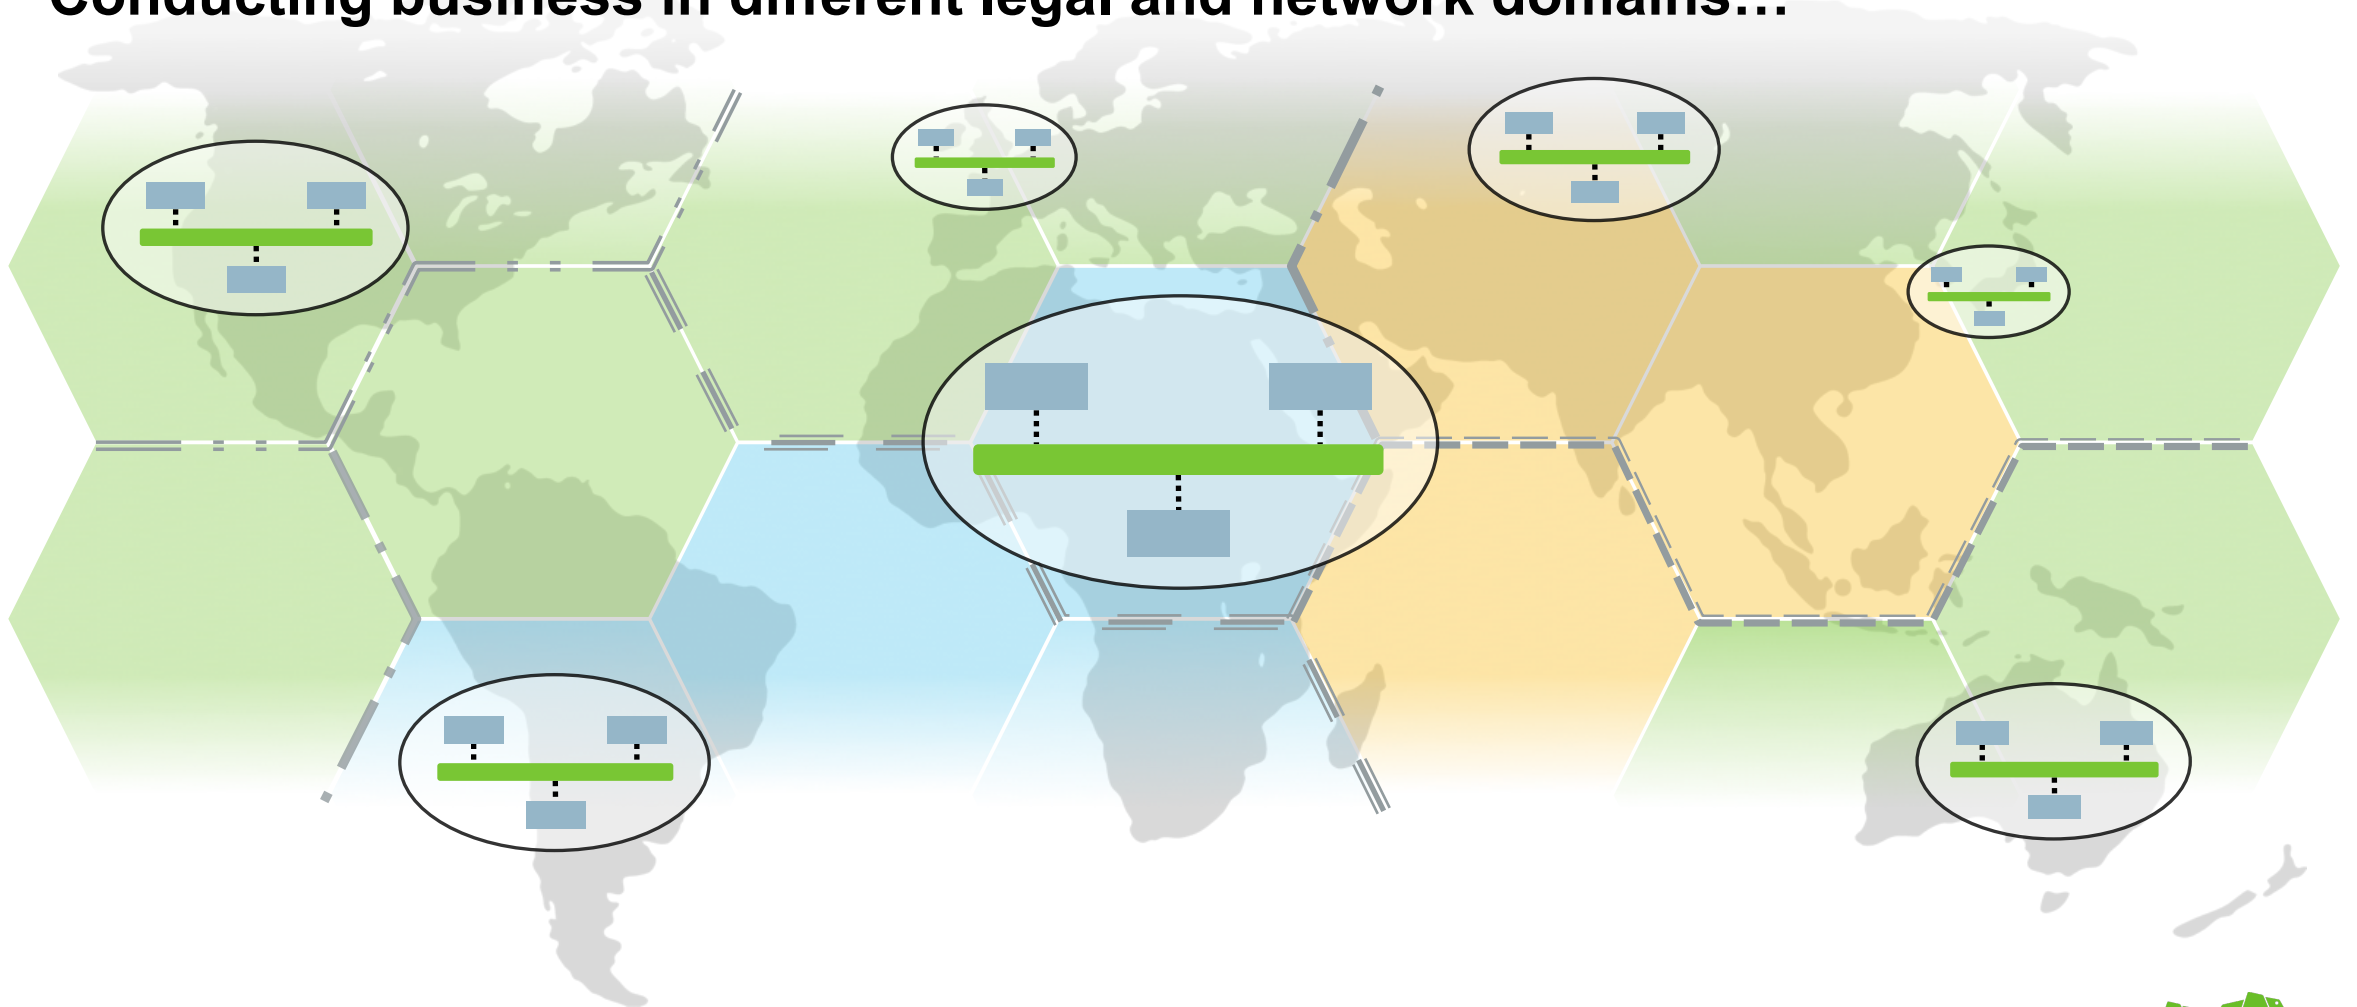 Conducting business in different legal and network domains…